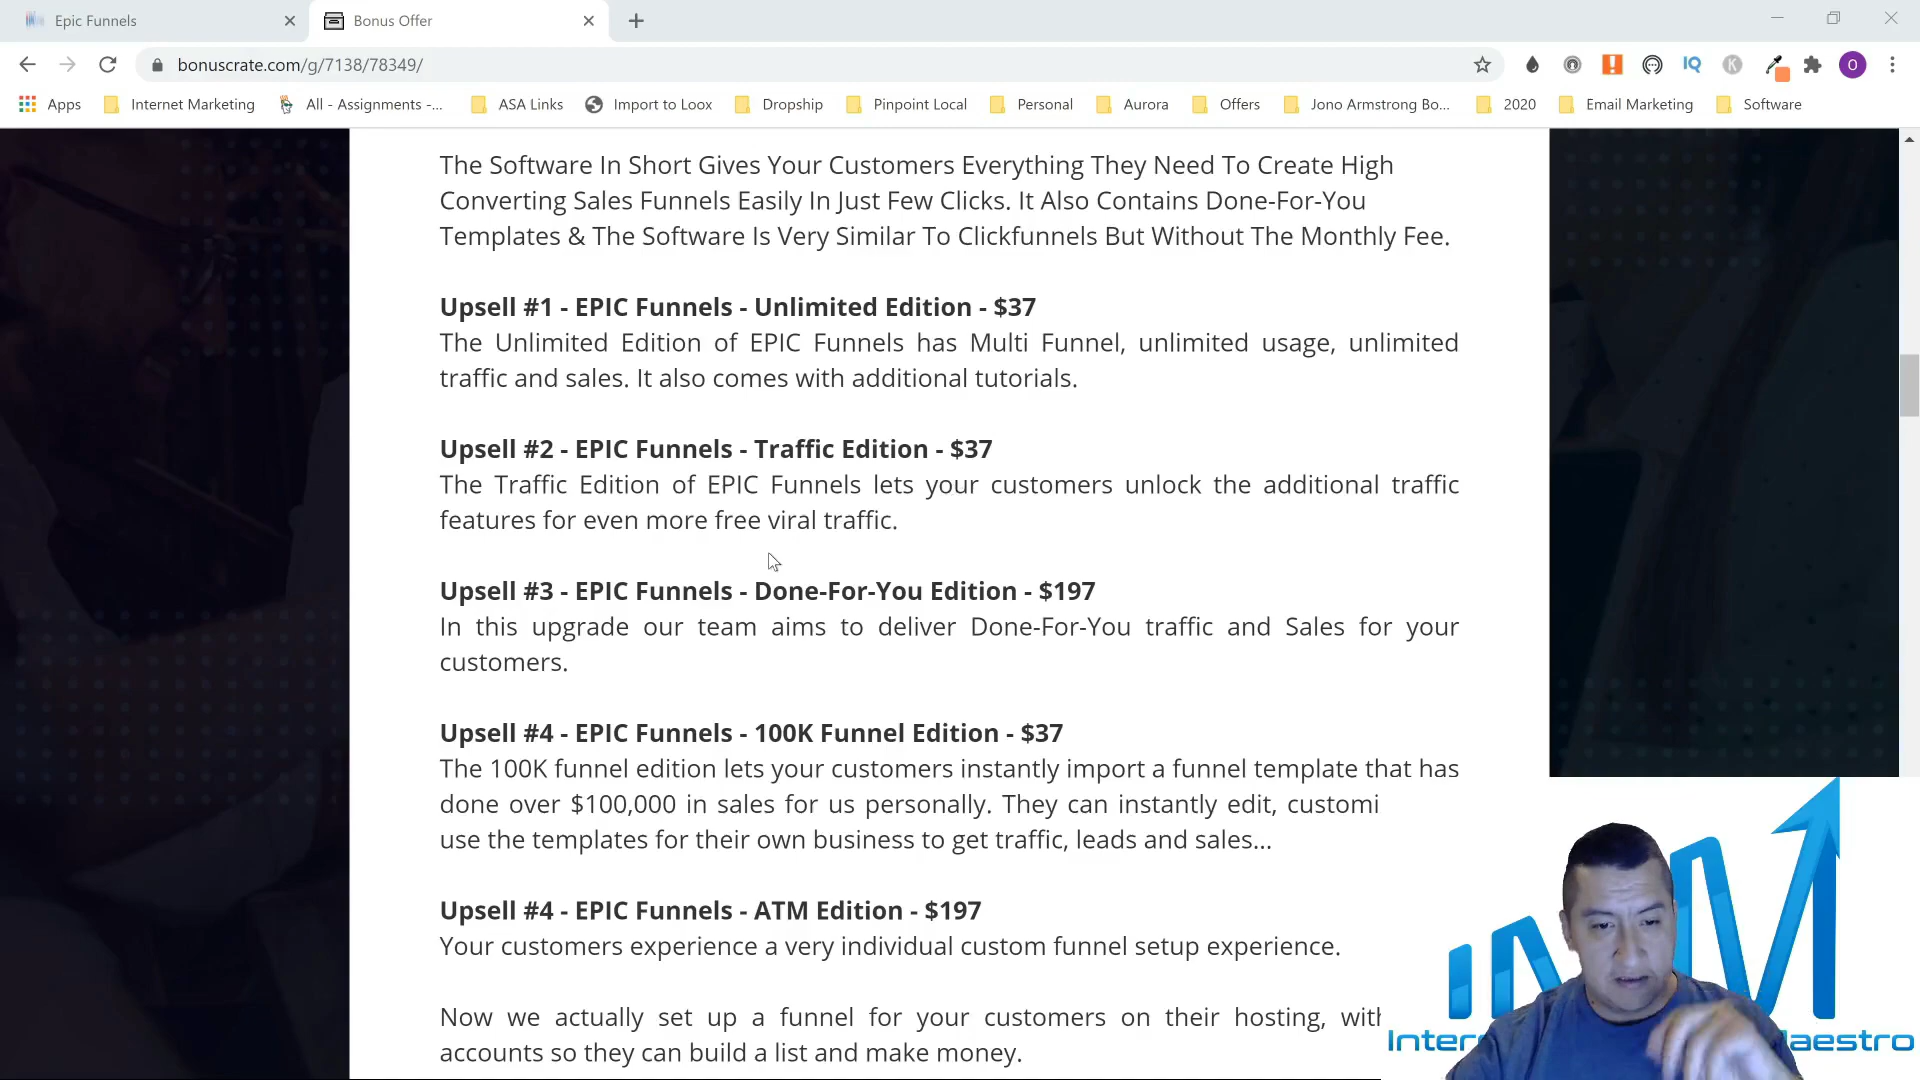 Epic Funnels
Bonus Offer
bonuscrate.com/g/7138/78349/
Apps
Internet Marketing
All - Assignments -...
ASA Links
Import to Loox
Dropship
Pinpoint Local
Personal
Aurora
Offers
Jono Armstrong Bo...
2020
Email Marketing
Software
IQ
K
O
The Software In Short Gives Your Customers Everything They Need To Create High
Converting Sales Funnels Easily In Just Few Clicks. It Also Contains Done-For-You
Templates & The Software Is Very Similar To Clickfunnels But Without The Monthly Fee.
Upsell #1 - EPIC Funnels - Unlimited Edition - $37
The Unlimited Edition of EPIC Funnels has Multi Funnel, unlimited usage, unlimited
traffic and sales. It also comes with additional tutorials.
Upsell #2 - EPIC Funnels - Traffic Edition - $37
The Traffic Edition of EPIC Funnels lets your customers unlock the additional traffic
features for even more free viral traffic.
Upsell #3 - EPIC Funnels - Done-For-You Edition - $197
In this upgrade our team aims to deliver Done-For-You traffic and Sales for your
customers.
Upsell #4 - EPIC Funnels - 100K Funnel Edition - $37
The 100K funnel edition lets your customers instantly import a funnel template that has
done over $100,000 in sales for us personally. They can instantly edit, customi
use the templates for their own business to get traffic, leads and sales...
Upsell #4 - EPIC Funnels - ATM Edition - $197
Your customers experience a very individual custom funnel setup experience.
Now we actually set up a funnel for your customers on their hosting, with
accounts so they can build a list and make money.